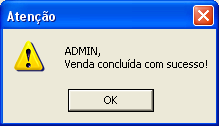 Atenção
ADMIN,
Venda concluída com sucesso!
OK